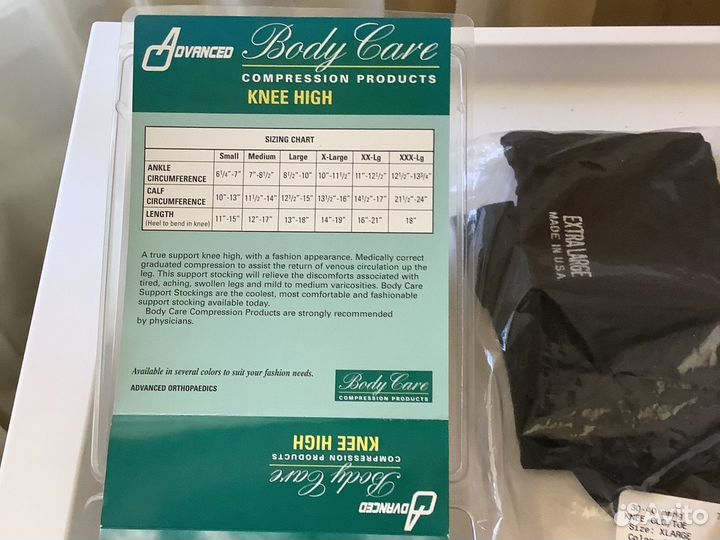 ADVANCED Body Care
COMPRESSION PRODUCTS
KNEE HIGH
SIZING CHART
Small Medium Large X-Large XX-Lg XXX-Lg
ANKLE CIRCUMFERENCE 6¼"-7" 7"-8½" 8½"-10" 10"-11½" 11"-12½" 12½"-13¾"
CALF CIRCUMFERENCE 10"-13" 11½"-14" 12½"-15" 13½"-16" 14½"-17" 21½"-24"
LENGTH (Heel to bend in knee) 11"-15" 12"-17" 13"-18" 14"-19" 16"-21" 18"
A true support knee high, with a fashion appearance. Medically correct
graduated compression to assist the return of venous circulation up the
leg. This support stocking will relieve the discomforts associated with
tired, aching, swollen legs and mild to medium varicosities. Body Care
Support Stockings are the coolest, most comfortable and fashionable
support stocking available today.
Body Care Compression Products are strongly recommended
by physicians.
Available in several colors to suit your fashion needs.
ADVANCED ORTHOPAEDICS
Body Care
COMPRESSION PRODUCTS
KNEE HIGH
COMPRESSION PRODUCTS
ADVANCED Body Care
EXTRA LARGE
MADE IN U.S.A.
KNEE/CLD/TOE
Size: XLARGE
Avito